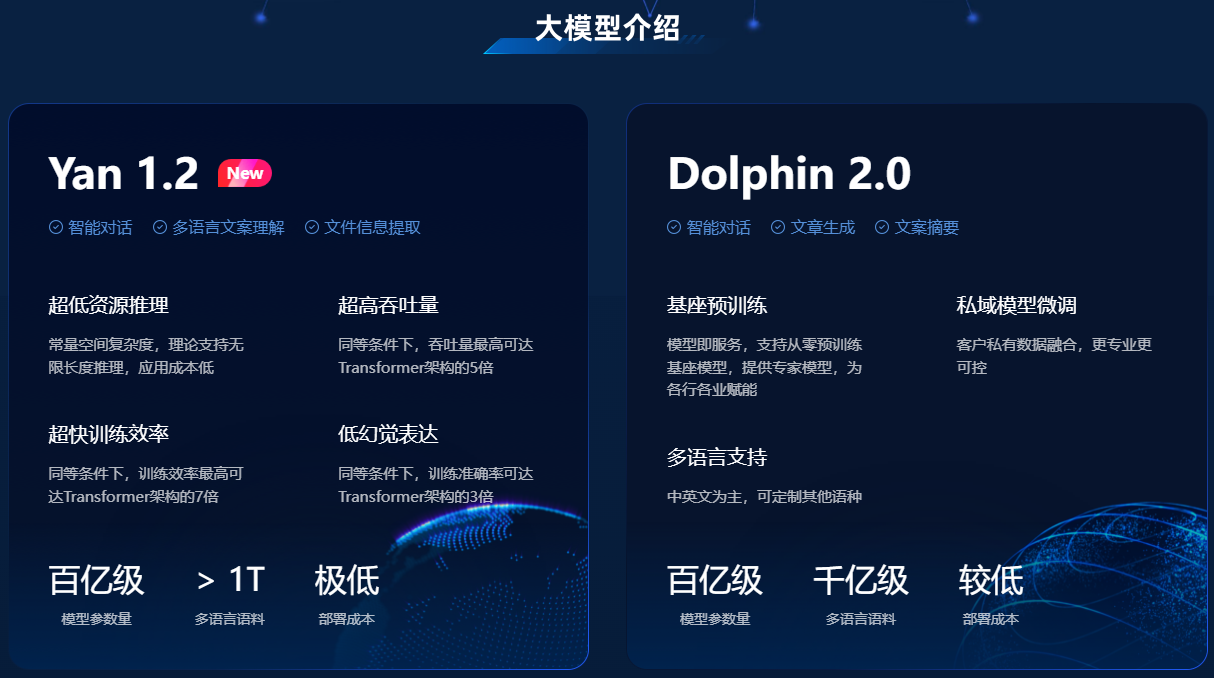 大模型介绍
Yan 1.2 New
智能对话 多语言文案理解 文件信息提取
超低资源推理
常量空间复杂度，理论支持无
限长度推理，应用成本低
超高吞吐量
同等条件下，吞吐量最高可达
Transformer架构的5倍
超快训练效率
同等条件下，训练效率最高可
达Transformer架构的7倍
低幻觉表达
同等条件下，训练准确率可达
Transformer架构的3倍
百亿级
模型参数量
> 1T
多语言语料
极低
部署成本
Dolphin 2.0
智能对话 文章生成 文案摘要
基座预训练
模型即服务，支持从零预训练
基座模型，提供专家模型，为
各行各业赋能
私域模型微调
客户私有数据融合，更专业更
可控
多语言支持
中英文为主，可定制其他语种
百亿级
模型参数量
千亿级
多语言语料
较低
部署成本